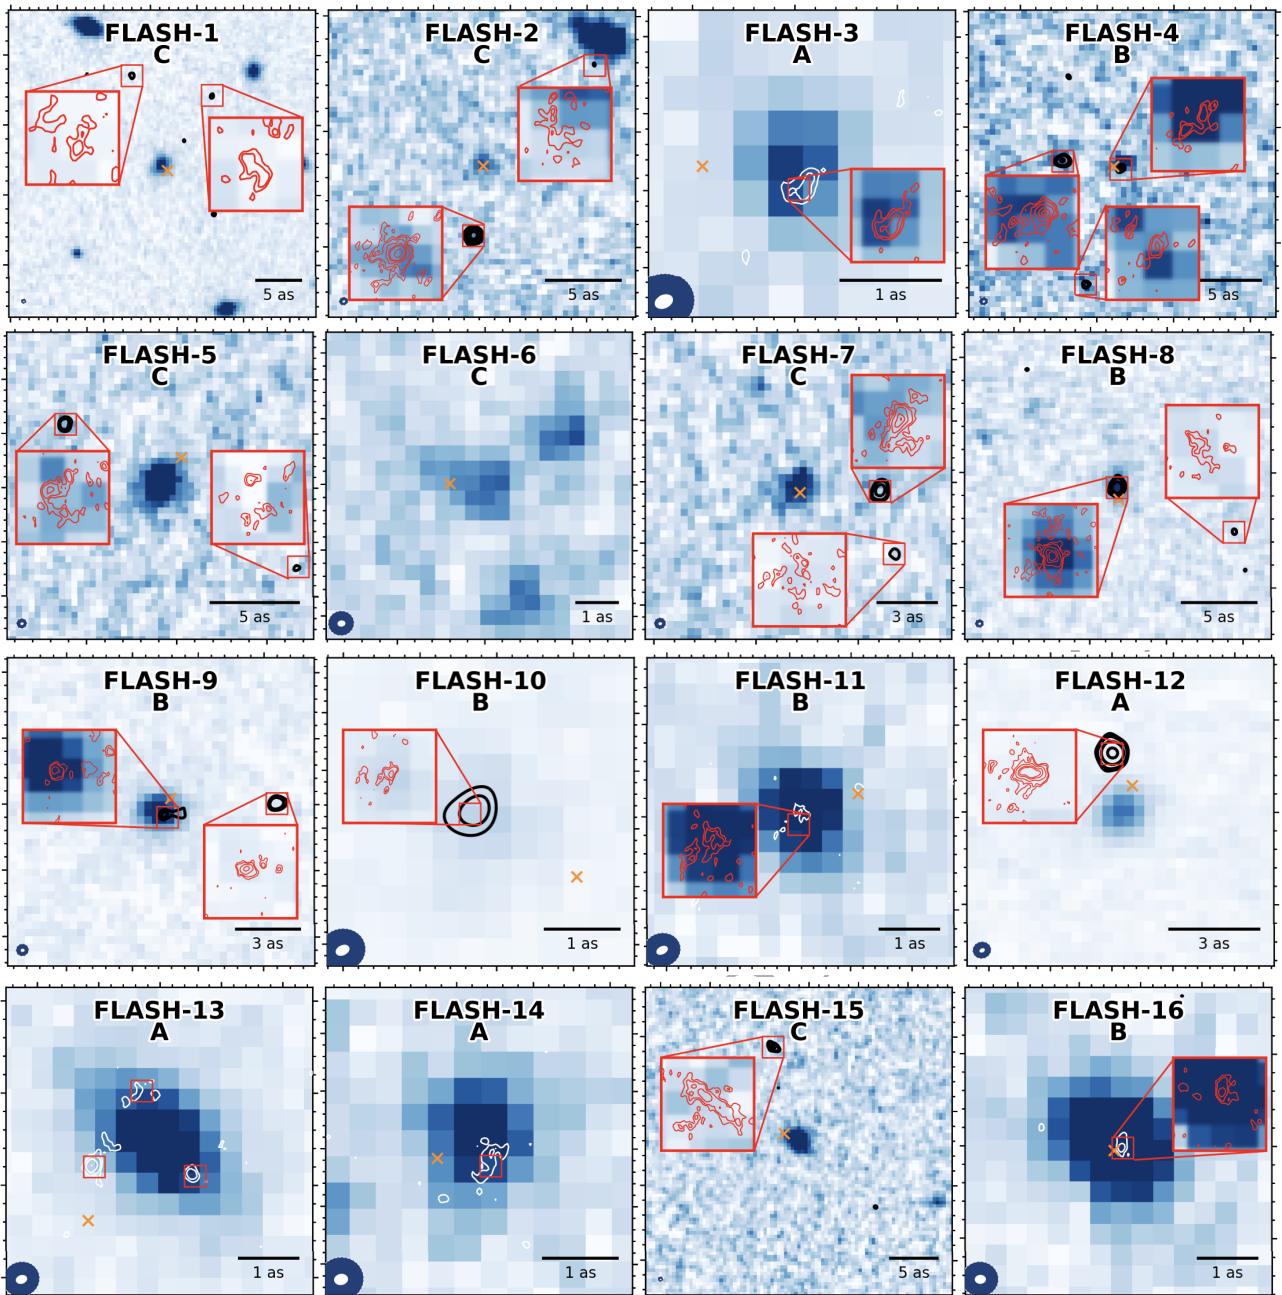 FLASH-1
C
5 as
FLASH-2
C
5 as
FLASH-3
A
1 as
FLASH-4
B
5 as
FLASH-5
C
5 as
FLASH-6
C
1 as
FLASH-7
C
3 as
FLASH-8
B
5 as
FLASH-9
B
3 as
FLASH-10
B
1 as
FLASH-11
B
1 as
FLASH-12
A
3 as
FLASH-13
A
1 as
FLASH-14
A
1 as
FLASH-15
C
5 as
FLASH-16
B
1 as